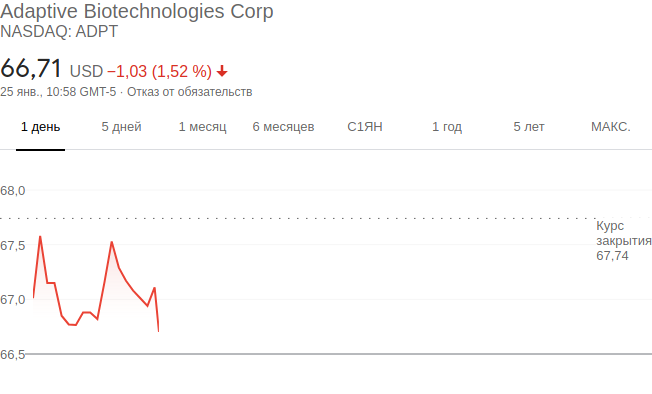 Adaptive Biotechnologies Corp
NASDAQ: ADPT
66,71 USD −1,03 (1,52 %)
25 янв., 10:58 GMT-5 · Отказ от обязательств
1 день 5 дней 1 месяц 6 месяцев С1ЯН 1 год 5 лет МАКС.
68,0
Курс
закрытия
67,74
67,5
67,0
66,5